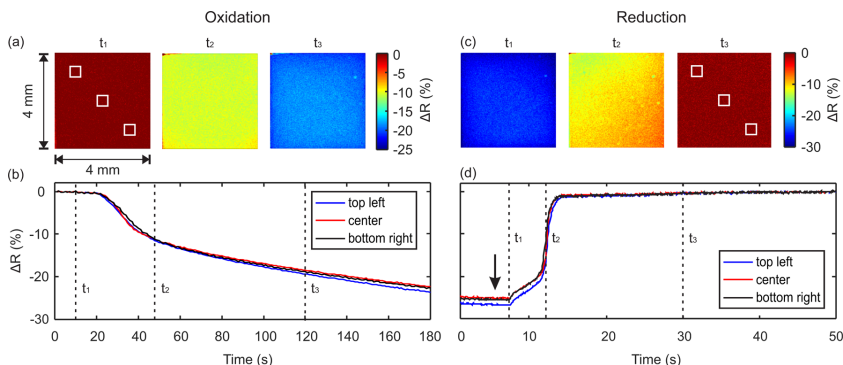 Oxidation
Reduction
(a)
t1
t2
t3
4 mm
4 mm
0
-5
-10
-15
-20
-25
ΔR (%)
(c)
t1
t2
t3
0
-10
-20
-30
ΔR (%)
(b)
ΔR (%)
0
-10
-20
-30
t1
t2
t3
top left
center
bottom right
0 20 40 60 80 100 120 140 160 180
Time (s)
(d)
t1
t2
t3
top left
center
bottom right
0 10 20 30 40 50
Time (s)